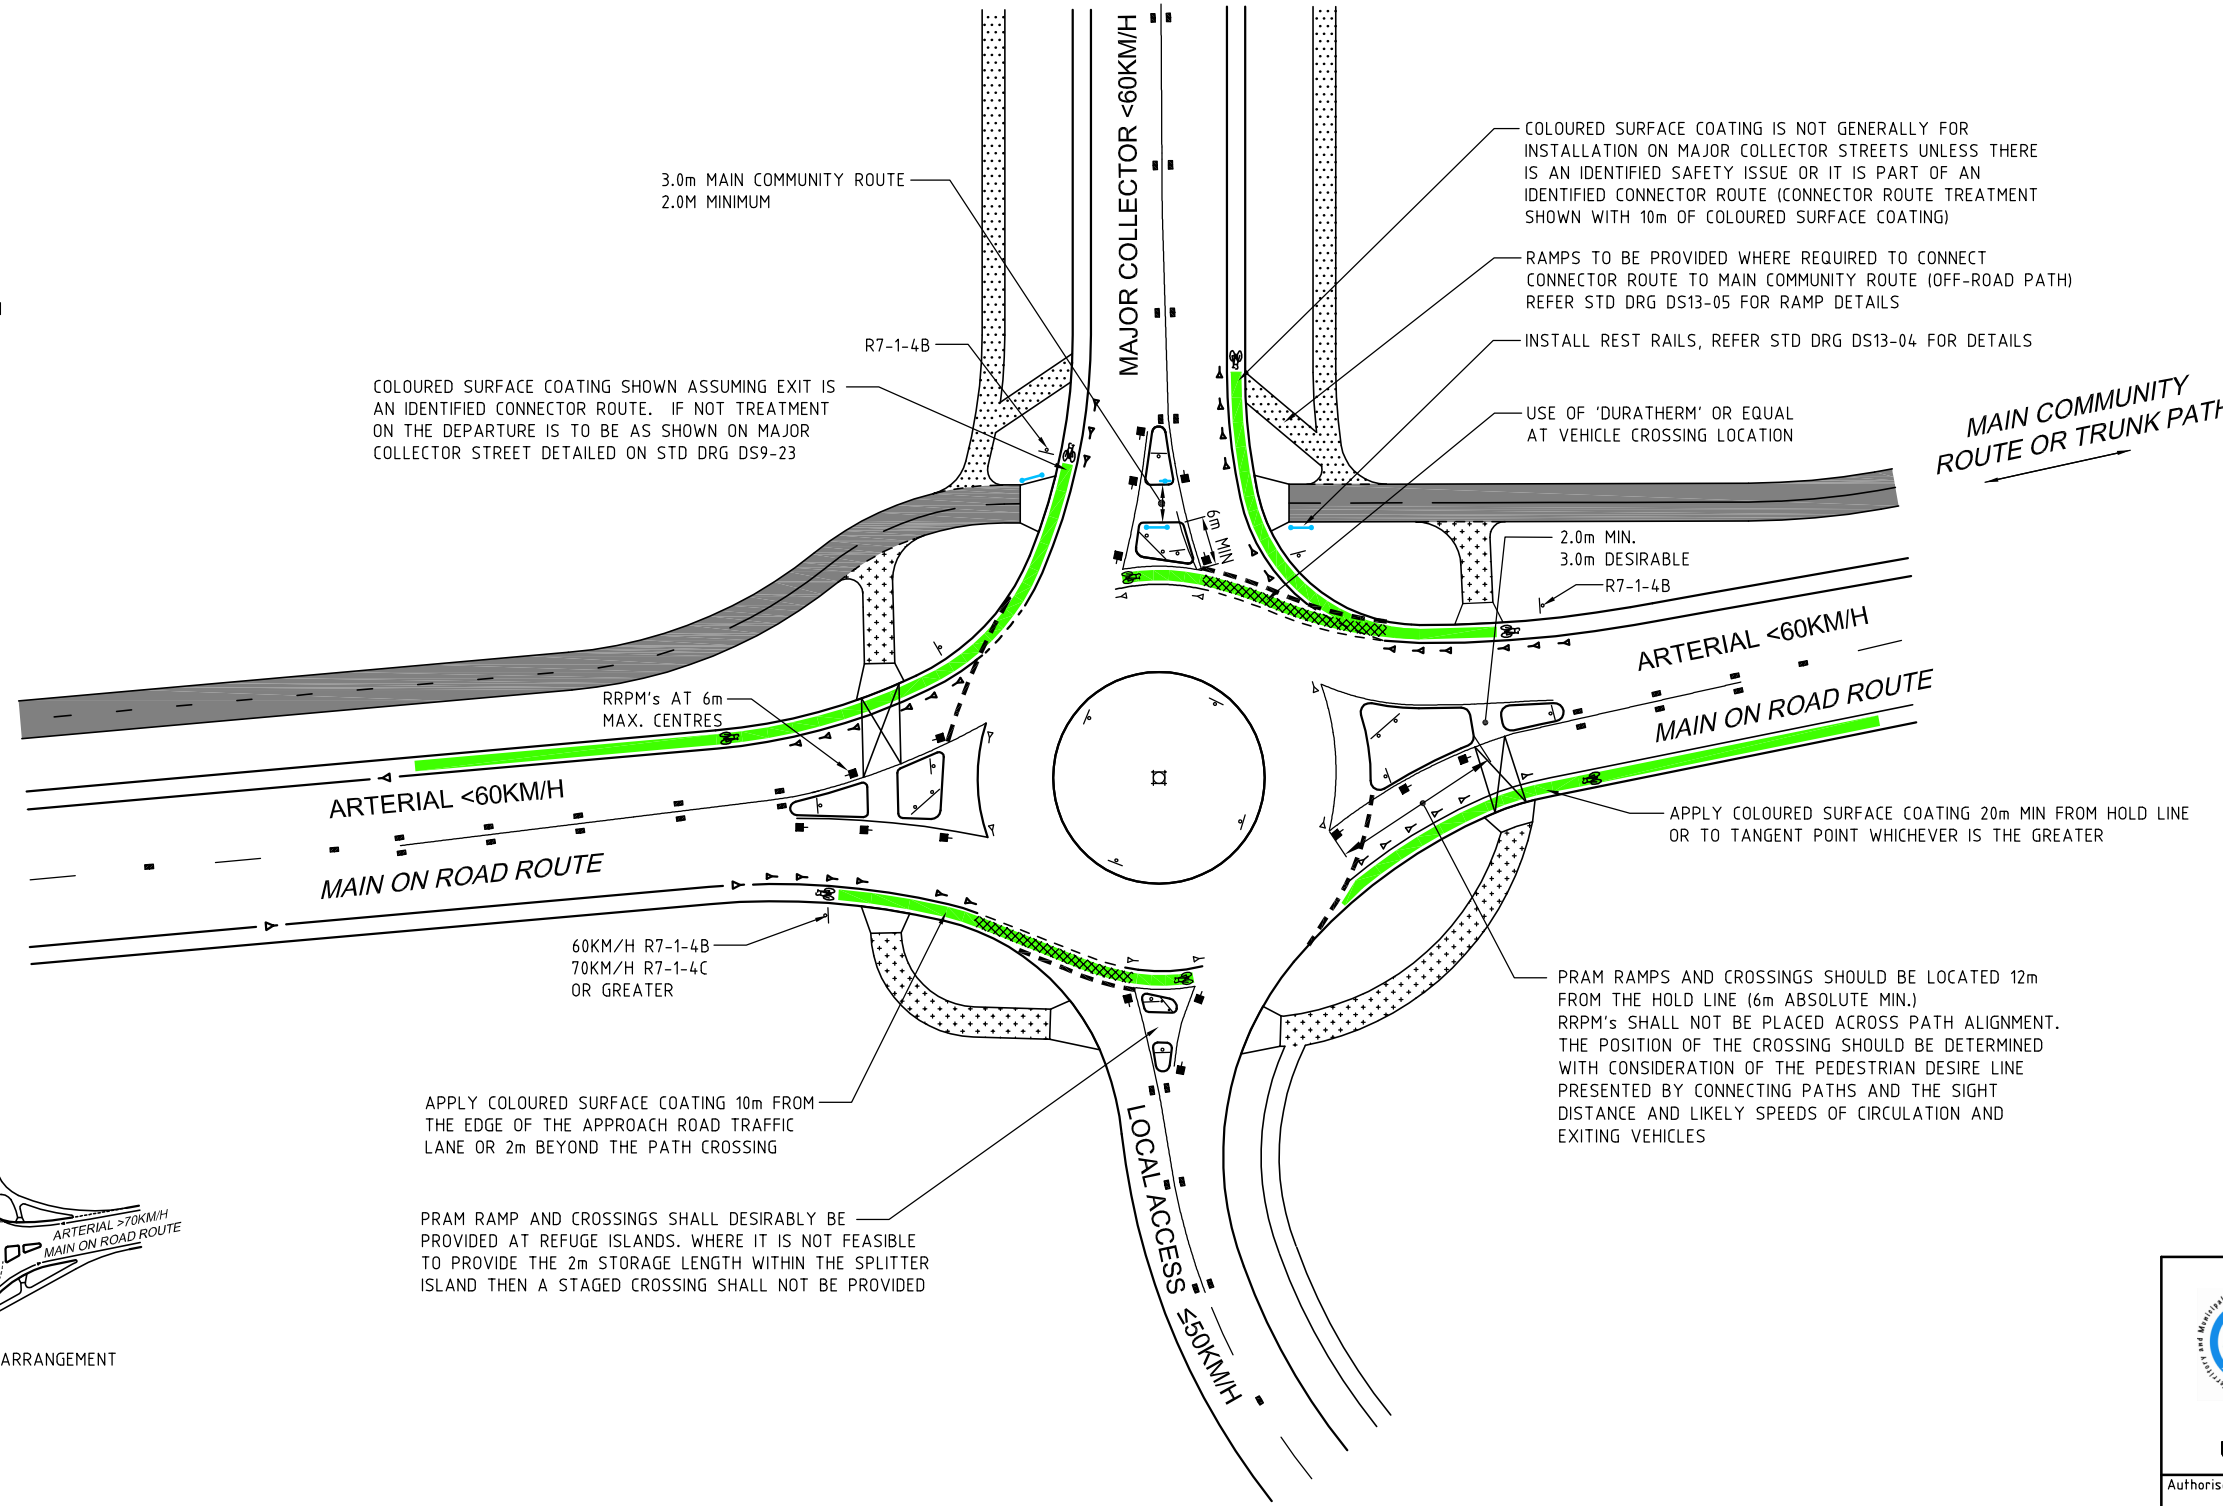 MAJOR COLLECTOR <60KM/H
3.0m MAIN COMMUNITY ROUTE
2.0M MINIMUM
R7-1-4B
COLOURED SURFACE COATING SHOWN ASSUMING EXIT IS
AN IDENTIFIED CONNECTOR ROUTE. IF NOT TREATMENT
ON THE DEPARTURE IS TO BE AS SHOWN ON MAJOR
COLLECTOR STREET DETAILED ON STD DRG DS9-23
COLOURED SURFACE COATING IS NOT GENERALLY FOR
INSTALLATION ON MAJOR COLLECTOR STREETS UNLESS THERE
IS AN IDENTIFIED SAFETY ISSUE OR IT IS PART OF AN
IDENTIFIED CONNECTOR ROUTE (CONNECTOR ROUTE TREATMENT
SHOWN WITH 10m OF COLOURED SURFACE COATING)
RAMPS TO BE PROVIDED WHERE REQUIRED TO CONNECT
CONNECTOR ROUTE TO MAIN COMMUNITY ROUTE (OFF-ROAD PATH)
REFER STD DRG DS13-05 FOR RAMP DETAILS
INSTALL REST RAILS, REFER STD DRG DS13-04 FOR DETAILS
USE OF 'DURATHERM' OR EQUAL
AT VEHICLE CROSSING LOCATION
MAIN COMMUNITY
ROUTE OR TRUNK PATH
6m MIN
2.0m MIN.
3.0m DESIRABLE
R7-1-4B
ARTERIAL <60KM/H
MAIN ON ROAD ROUTE
RRPM's AT 6m
MAX. CENTRES
ARTERIAL <60KM/H
MAIN ON ROAD ROUTE
APPLY COLOURED SURFACE COATING 20m MIN FROM HOLD LINE
OR TO TANGENT POINT WHICHEVER IS THE GREATER
60KM/H R7-1-4B
70KM/H R7-1-4C
OR GREATER
PRAM RAMPS AND CROSSINGS SHOULD BE LOCATED 12m
FROM THE HOLD LINE (6m ABSOLUTE MIN.)
RRPM's SHALL NOT BE PLACED ACROSS PATH ALIGNMENT.
THE POSITION OF THE CROSSING SHOULD BE DETERMINED
WITH CONSIDERATION OF THE PEDESTRIAN DESIRE LINE
PRESENTED BY CONNECTING PATHS AND THE SIGHT
DISTANCE AND LIKELY SPEEDS OF CIRCULATION AND
EXITING VEHICLES
APPLY COLOURED SURFACE COATING 10m FROM
THE EDGE OF THE APPROACH ROAD TRAFFIC
LANE OR 2m BEYOND THE PATH CROSSING
PRAM RAMP AND CROSSINGS SHALL DESIRABLY BE
PROVIDED AT REFUGE ISLANDS. WHERE IT IS NOT FEASIBLE
TO PROVIDE THE 2m STORAGE LENGTH WITHIN THE SPLITTER
ISLAND THEN A STAGED CROSSING SHALL NOT BE PROVIDED
LOCAL ACCESS ≤50KM/H
ARTERIAL >70KM/H
MAIN ON ROAD ROUTE
ARRANGEMENT
and Municipal
Authoris